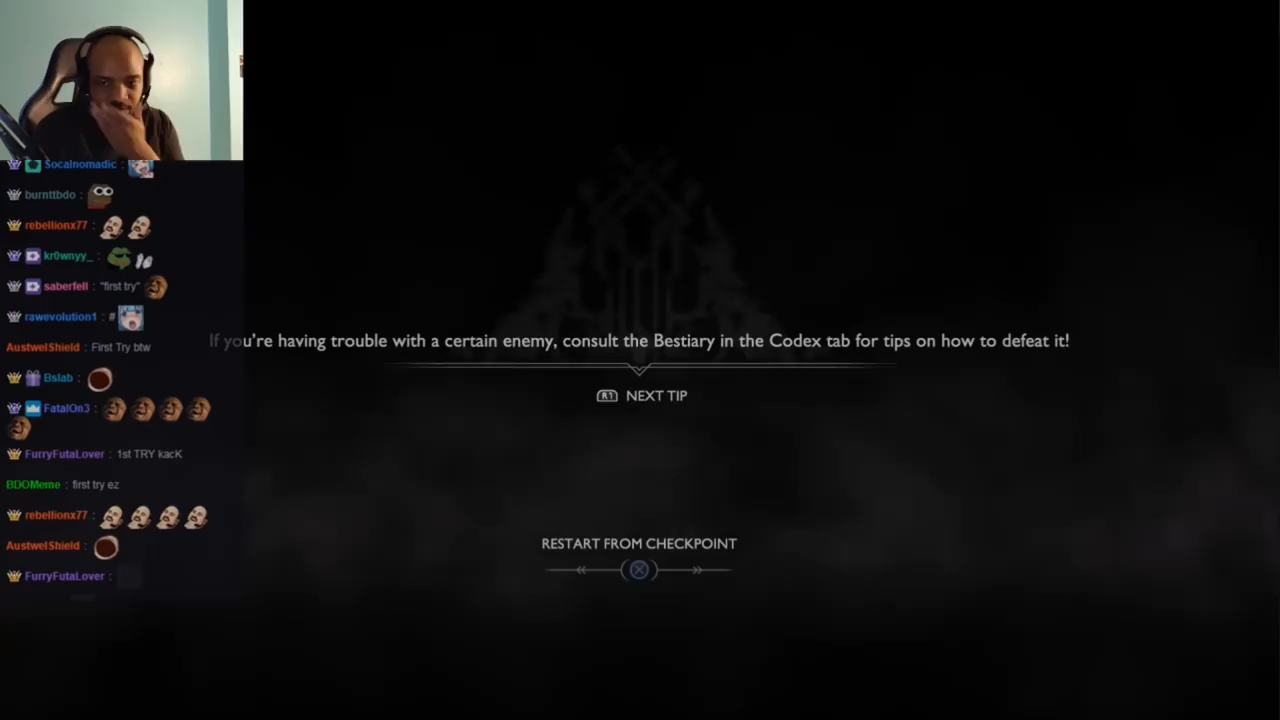 Socalnomadic :
burnttbdo :
rebellionx77 :
kr0wnyy_ :
saberfell : "first try"
rawevolution1 : #
AustwelShield : First Try btw
Bslab :
FatalOn3 :
FurryFutaLover : 1st TRY kacK
BDOMeme : first try ez
rebellionx77 :
AustwelShield :
FurryFutaLover :
If you're having trouble with a certain enemy, consult the Bestiary in the Codex tab for tips on how to defeat it!
R1 NEXT TIP
RESTART FROM CHECKPOINT